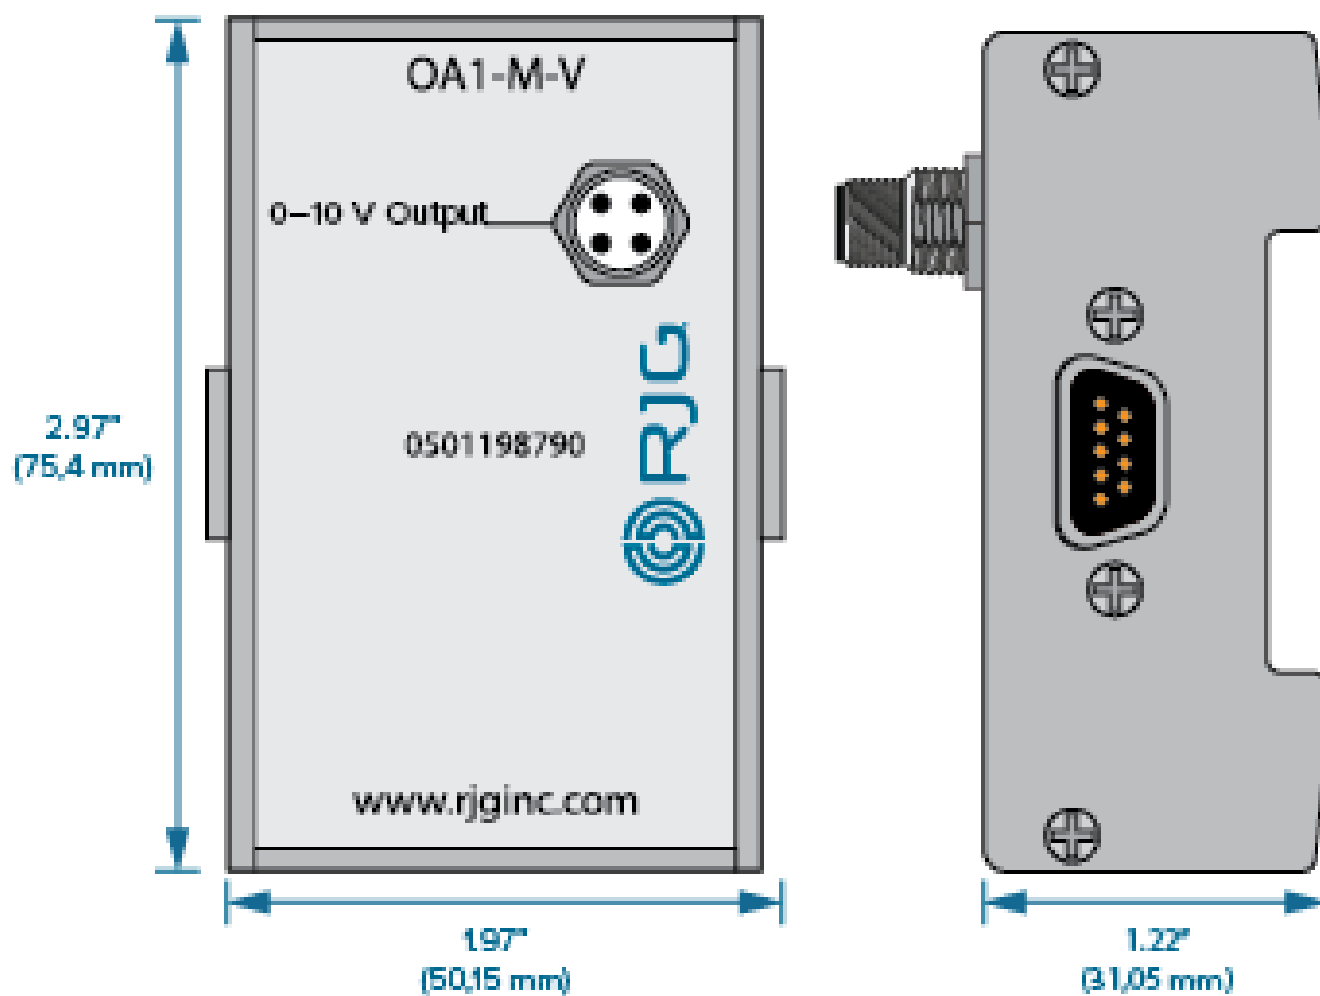 OA1-M-V
0–10 V Output
RJG
0501198790
2.97"
(75,4 mm)
www.rjginc.com
1.97"
(50,15 mm)
1.22"
(31,05 mm)